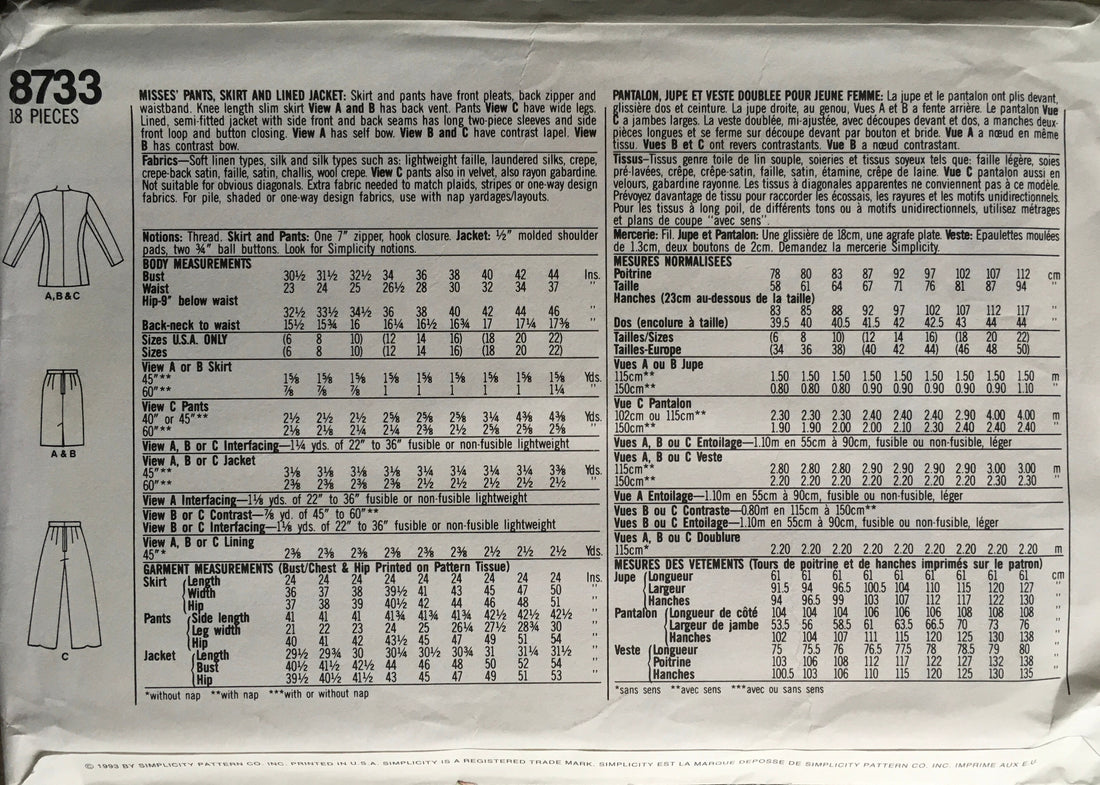 8733
18 PIECES
A,B&C
A & B
C
MISSES' PANTS, SKIRT AND LINED JACKET: Skirt and pants have front pleats, back zipper and
waistband. Knee length slim skirt View A and B has back vent. Pants View C have wide legs.
Lined, semi-fitted jacket with side front and back seams has long two-piece sleeves and side
front loop and button closing. View A has self bow. View B and C have contrast lapel. View
B has contrast bow.
Fabrics—Soft linen types, silk and silk types such as: lightweight faille, laundered silks, crepe,
crepe-back satin, faille, satin, challis, wool crepe. View C pants also in velvet, also rayon gabardine.
Not suitable for obvious diagonals. Extra fabric needed to match plaids, stripes or one-way design
fabrics. For pile, shaded or one-way design fabrics, use with nap yardages/layouts.
Notions: Thread. Skirt and Pants: One 7" zipper, hook closure. Jacket: ½" molded shoulder
pads, two ¾" ball buttons. Look for Simplicity notions.
BODY MEASUREMENTS
Bust 30½ 31½ 32½ 34 36 38 40 42 44 Ins.
Waist 23 24 25 26½ 28 30 32 34 37 "
Hip-9" below waist
32½ 33½ 34½ 36 38 40 42 44 46 "
Back-neck to waist 15½ 15¾ 16 16¼ 16½ 16¾ 17 17¼ 17⅜ "
Sizes U.S.A. ONLY (6 8 10) (12 14 16) (18 20 22)
Sizes (6 8 10) (12 14 16) (18 20 22)
View A or B Skirt
45"** 1⅝ 1⅝ 1⅝ 1⅝ 1⅝ 1⅝ 1⅝ 1⅝ 1⅝ Yds.
60"** ⅞ ⅞ ⅞ 1 1 1 1 1 1¼ "
View C Pants
40" or 45"** 2½ 2½ 2½ 2⅝ 2⅝ 2⅝ 3¼ 4⅜ 4⅜ Yds.
60"** 2⅛ 2⅛ 2¼ 2¼ 2⅜ 2½ 2⅝ 2⅝ 2⅝ "
View A, B or C Interfacing—1¼ yds. of 22" to 36" fusible or non-fusible lightweight
View A, B or C Jacket
45"** 3⅛ 3⅛ 3⅛ 3⅛ 3¼ 3¼ 3¼ 3¼ 3⅜ Yds.
60"** 2⅜ 2⅜ 2⅜ 2⅜ 2½ 2½ 2½ 2½ 2½ "
View A Interfacing—1⅛ yds. of 22" to 36" fusible or non-fusible lightweight
View B or C Contrast—⅞ yd. of 45" to 60"**
View B or C Interfacing—1⅛ yds. of 22" to 36" fusible or non-fusible lightweight
View A, B or C Lining
45"* 2⅜ 2⅜ 2⅜ 2⅜ 2⅜ 2⅜ 2½ 2½ 2½ Yds.
GARMENT MEASUREMENTS (Bust/Chest & Hip Printed on Pattern Tissue)
Skirt Length 24 24 24 24 24 24 24 24 24 Ins.
Width 36 37 38 39½ 41 43 45 47 50 "
Hip 37 38 39 40½ 42 44 46 48 51 "
Pants Side length 41 41 41 41¾ 41¾ 41¾ 42½ 42½ 42½ "
Leg width 21 22 23 24 25 26¼ 27½ 28¾ 30 "
Hip 40 41 42 43½ 45 47 49 51 54 "
Jacket Length 29½ 29¾ 30 30¼ 30½ 30¾ 31 31¼ 31½ "
Bust 40½ 41½ 42½ 44 46 48 50 52 54 "
Hip 39½ 40½ 41½ 43 45 47 49 51 53 "
*without nap **with nap ***with or without nap
PANTALON, JUPE ET VESTE DOUBLEE POUR JEUNE FEMME: La jupe et le pantalon ont plis devant,
glissière dos et ceinture. La jupe droite, au genou, Vues A et B a fente arrière. Le pantalon Vue
C a jambes larges. La veste doublée, mi-ajustée, avec découpes devant et dos, a manches deux-
pièces longues et se ferme sur découpe devant par bouton et bride. Vue A a nœud en même
tissu. Vues B et C ont revers contrastants. Vue B a nœud contrastant.
Tissus—Tissus genre toile de lin souple, soieries et tissus soyeux tels que: faille légère, soies
pré-lavées, crêpe, crêpe-satin, faille, satin, étamine, crêpe de laine. Vue C pantalon aussi en
velours, gabardine rayonne. Les tissus à diagonales apparentes ne conviennent pas à ce modèle.
Prévoyez davantage de tissu pour raccorder les écossais, les rayures et les motifs unidirectionnels.
Pour les tissus à long poil, de différents tons ou à motifs unidirectionnels, utilisez métrages
et plans de coupe "avec sens".
Mercerie: Fil. Jupe et Pantalon: Une glissière de 18cm, une agrafe plate. Veste: Epaulettes moulées
de 1.3cm, deux boutons de 2cm. Demandez la mercerie Simplicity.
MESURES NORMALISEES
Poitrine 78 80 83 87 92 97 102 107 112 cm
Taille 58 61 64 67 71 76 81 87 94 "
Hanches (23cm au-dessous de la taille)
83 85 88 92 97 102 107 112 117 "
Dos (encolure à taille) 39.5 40 40.5 41.5 42 42.5 43 44 44 "
Tailles/Sizes (6 8 10) (12 14 16) (18 20 22)
Tailles-Europe (34 36 38) (40 42 44) (46 48 50)
Vues A ou B Jupe
115cm** 1.50 1.50 1.50 1.50 1.50 1.50 1.50 1.50 1.50 m
150cm** 0.80 0.80 0.80 0.90 0.90 0.90 0.90 0.90 1.10 "
Vue C Pantalon
102cm ou 115cm** 2.30 2.30 2.30 2.40 2.40 2.40 2.90 4.00 4.00 m
150cm** 1.90 1.90 2.00 2.00 2.10 2.30 2.40 2.40 2.40 "
Vues A, B ou C Entoilage—1.10m en 55cm à 90cm, fusible ou non-fusible, léger
Vues A, B ou C Veste
115cm** 2.80 2.80 2.80 2.90 2.90 2.90 2.90 3.00 3.00 m
150cm** 2.20 2.20 2.20 2.20 2.20 2.20 2.20 2.30 2.30 "
Vue A Entoilage—1.10m en 55cm à 90cm, fusible ou non-fusible, léger
Vues B ou C Contraste—0.80m en 115cm à 150cm**
Vues B ou C Entoilage—1.10m en 55cm à 90cm, fusible ou non-fusible, léger
Vues A, B ou C Doublure
115cm* 2.20 2.20 2.20 2.20 2.20 2.20 2.20 2.20 2.20 m
MESURES DES VETEMENTS (Tours de poitrine et de hanches imprimés sur le patron)
Jupe Longueur 61 61 61 61 61 61 61 61 61 cm
Largeur 91.5 94 96.5 100.5 104 110 115 120 127 "
Hanches 94 96.5 99 103 107 112 117 122 130 "
Pantalon Longueur de côté 104 104 104 106 106 106 108 108 108 "
Largeur de jambe 53.5 56 58.5 61 63.5 66.5 70 73 76 "
Hanches 102 104 107 111 115 120 125 130 138 "
Veste Longueur 75 75.5 76 76.5 77.5 78 78.5 79 80 "
Poitrine 103 106 108 112 117 122 127 132 138 "
Hanches 100.5 103 106 110 115 120 125 130 135 "
*sans sens **avec sens ***avec ou sans sens
© 1993 BY SIMPLICITY PATTERN CO. INC. PRINTED IN U.S.A. SIMPLICITY IS A REGISTERED TRADE MARK. SIMPLICITY EST LA MARQUE DEPOSSE DE SIMPLICITY PATTERN CO. INC. IMPRIME AUX E.U.